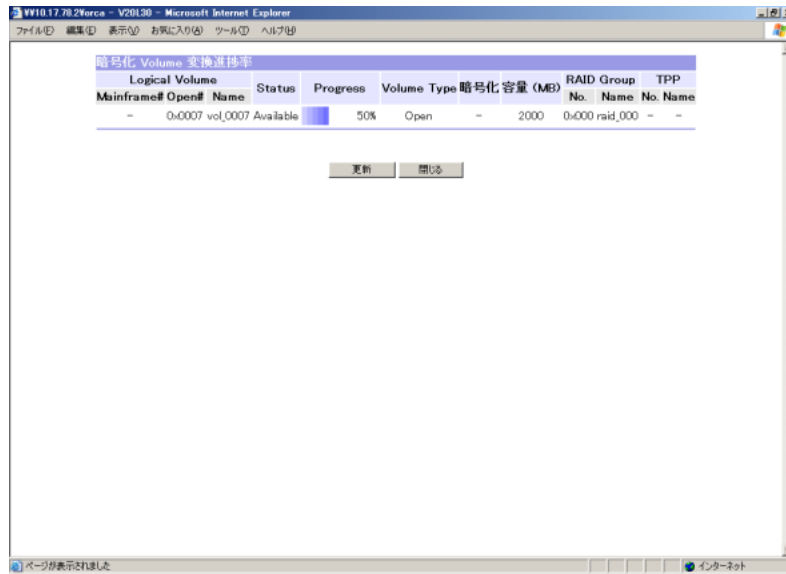 ¥¥10.17.78.2¥orca - V20L30 - Microsoft Internet Explorer
ファイル(F) 編集(E) 表示(V) お気に入り(A) ツール(T) ヘルプ(H)
暗号化 Volume 変換進捗率
Logical Volume Status Progress Volume Type 暗号化 容量 (MB) RAID Group TPP
Mainframe# Open# Name No. Name No. Name
- 0x0007 vol_0007 Available 50% Open - 2000 0x000 raid_000 - -
更新 閉じる
ページが表示されました インターネット